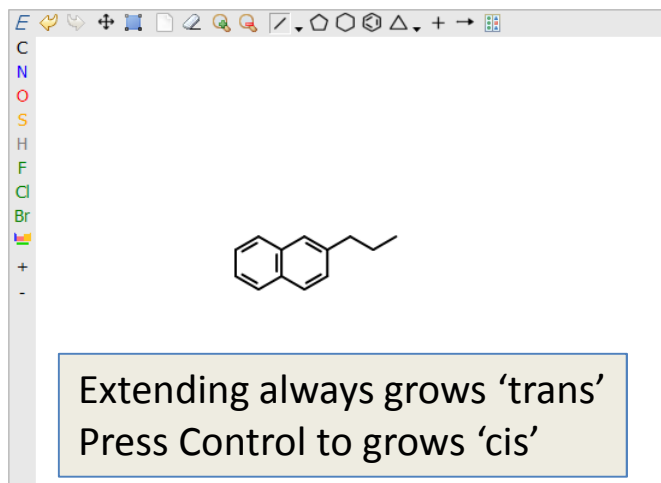 E
C
N
O
S
H
F
Cl
Br
+
-
Extending always grows ‘trans’
Press Control to grows ‘cis’